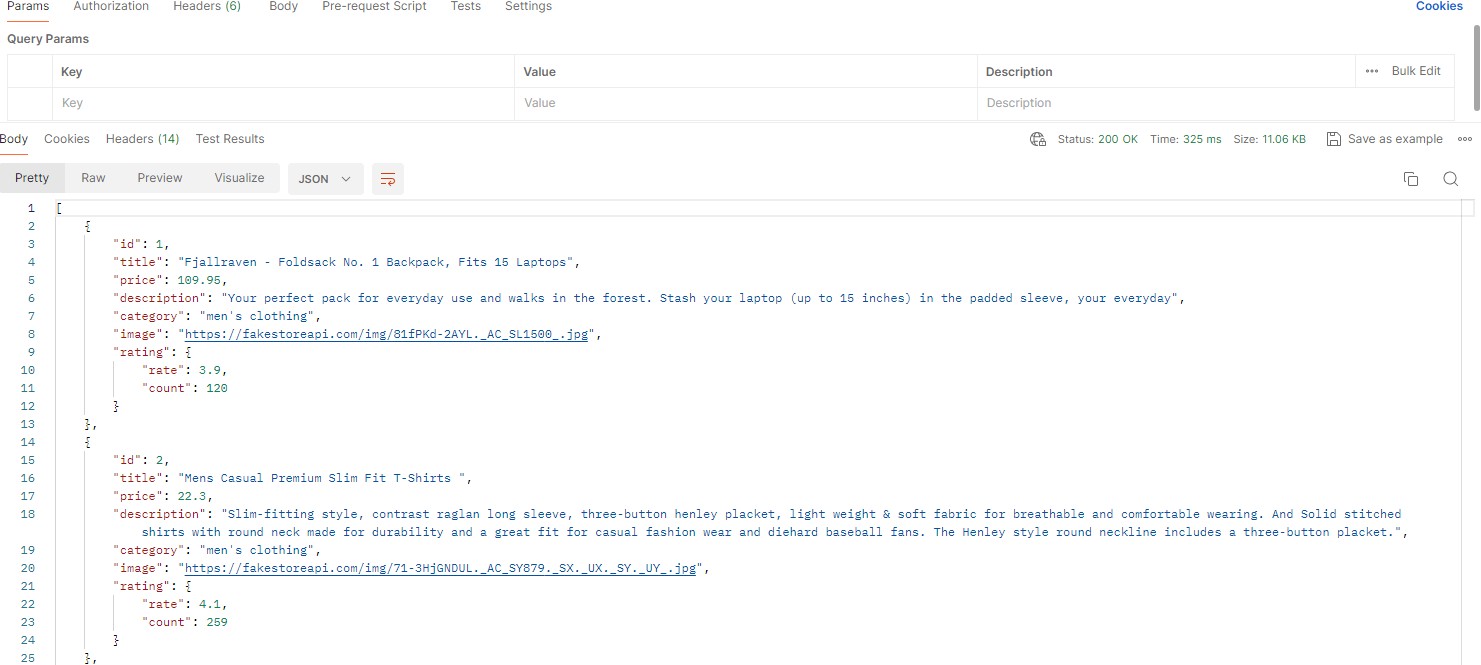 Params Authorization Headers (6) Body Pre-request Script Tests Settings Cookies
Query Params
Key Value Description ••• Bulk Edit
Key Value Description
Body Cookies Headers (14) Test Results Status: 200 OK Time: 325 ms Size: 11.06 KB Save as example •••
Pretty Raw Preview Visualize JSON
1 [
2 {
3 "id": 1,
4 "title": "Fjallraven - Foldsack No. 1 Backpack, Fits 15 Laptops",
5 "price": 109.95,
6 "description": "Your perfect pack for everyday use and walks in the forest. Stash your laptop (up to 15 inches) in the padded sleeve, your everyday",
7 "category": "men's clothing",
8 "image": "https://fakestoreapi.com/img/81fPKd-2AYL._AC_SL1500_.jpg",
9 "rating": {
10 "rate": 3.9,
11 "count": 120
12 }
13 },
14 {
15 "id": 2,
16 "title": "Mens Casual Premium Slim Fit T-Shirts ",
17 "price": 22.3,
18 "description": "Slim-fitting style, contrast raglan long sleeve, three-button henley placket, light weight & soft fabric for breathable and comfortable wearing. And Solid stitched
shirts with round neck made for durability and a great fit for casual fashion wear and diehard baseball fans. The Henley style round neckline includes a three-button placket.",
19 "category": "men's clothing",
20 "image": "https://fakestoreapi.com/img/71-3HjGNDUL._AC_SY879._SX._UX._SY._UY_.jpg",
21 "rating": {
22 "rate": 4.1,
23 "count": 259
24 }
25 },